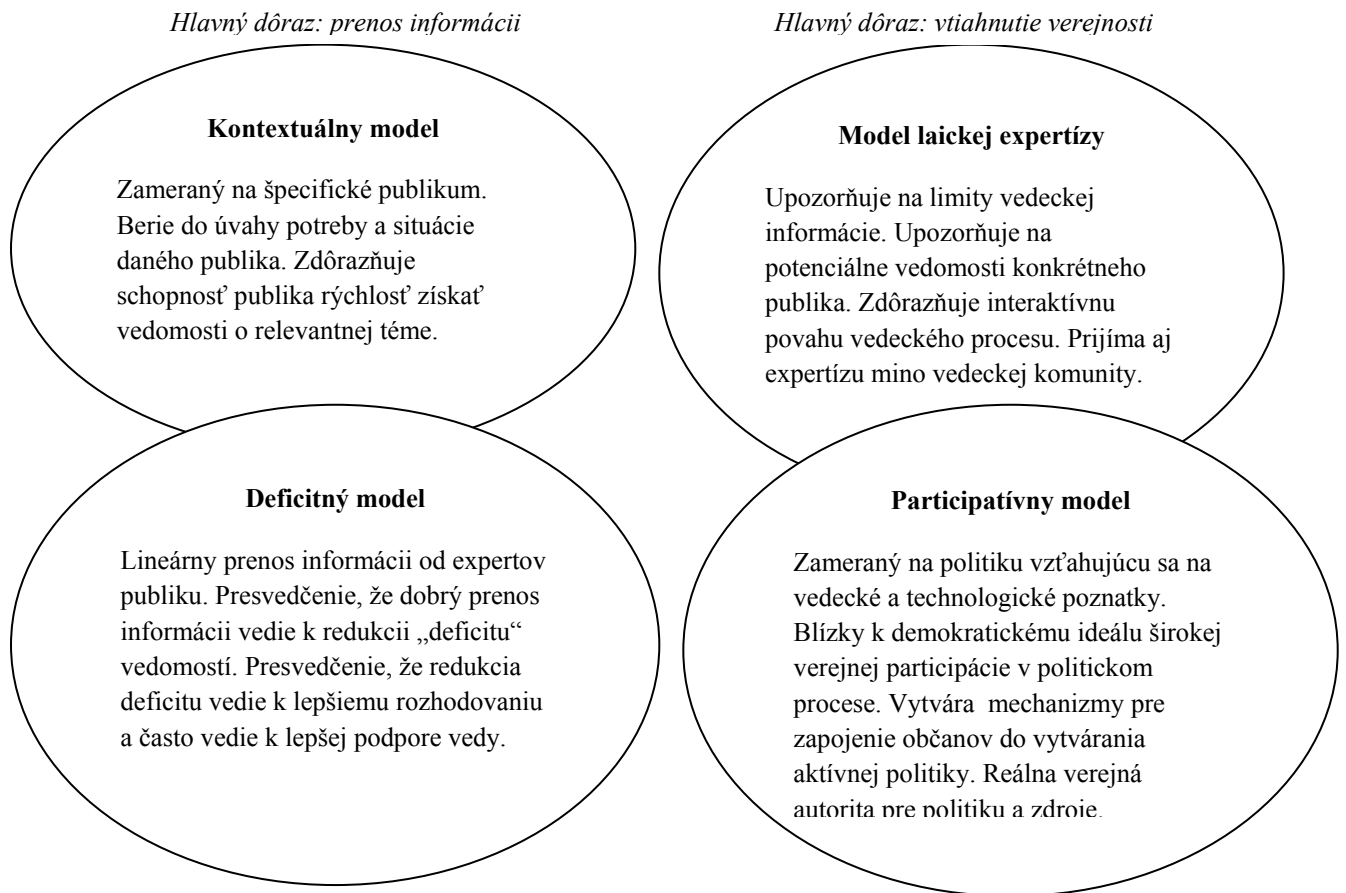 Hlavný dôraz: prenos informácii
Hlavný dôraz: vtiahnutie verejnosti
Kontextuálny model
Zameraný na špecifické publikum.
Berie do úvahy potreby a situácie
daného publika. Zdôrazňuje
schopnosť publika rýchlosť získať
vedomosti o relevantnej téme.
Model laickej expertízy
Upozorňuje na limity vedeckej
informácie. Upozorňuje na
potenciálne vedomosti konkrétneho
publika. Zdôrazňuje interaktívnu
povahu vedeckého procesu. Prijíma aj
expertízu mino vedeckej komunity.
Deficitný model
Lineárny prenos informácii od expertov
publiku. Presvedčenie, že dobrý prenos
informácii vedie k redukcii „deficitu“
vedomostí. Presvedčenie, že redukcia
deficitu vedie k lepšiemu rozhodovaniu
a často vedie k lepšej podpore vedy.
Participatívny model
Zameraný na politiku vzťahujúcu sa na
vedecké a technologické poznatky.
Blízky k demokratickému ideálu širokej
verejnej participácie v politickom
procese. Vytvára mechanizmy pre
zapojenie občanov do vytvárania
aktívnej politiky. Reálna verejná
autorita pre politiku a zdroje.